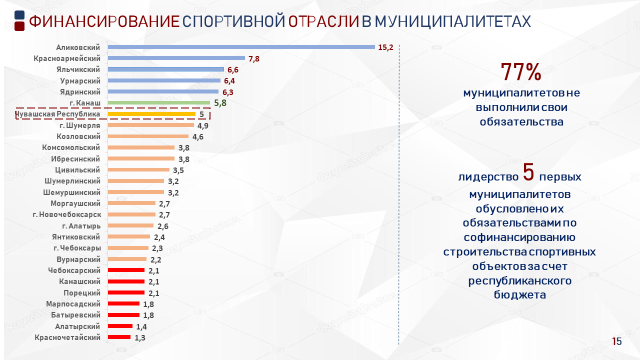 ФИНАНСИРОВАНИЕ СПОРТИВНОЙ ОТРАСЛИ В МУНИЦИПАЛИТЕТАХ
Аликовский 15,2
Красноармейский 7,8
Яльчикский 6,6
Урмарский 6,4
Ядринский 6,3
г. Канаш 5,8
Чувашская Республика 5
г. Шумерля 4,9
Козловский 4,6
Комсомольский 3,8
Ибресинский 3,8
Цивильский 3,5
Шумерлинский 3,2
Шемуршинский 3,2
Моргаушский 2,7
г. Новочебоксарск 2,7
г. Алатырь 2,6
Янтиковский 2,4
г. Чебоксары 2,3
Вурнарский 2,2
Чебоксарский 2,1
Канашский 2,1
Порецкий 2,1
Марпосадский 1,8
Батыревский 1,8
Алатырский 1,4
Красночетайский 1,3
77%
муниципалитетов не
выполнили свои
обязательства
лидерство 5 первых
муниципалитетов
обусловлено их
обязательствами по
софинансированию
строительства спортивных
объектов за счет
республиканского
бюджета
15